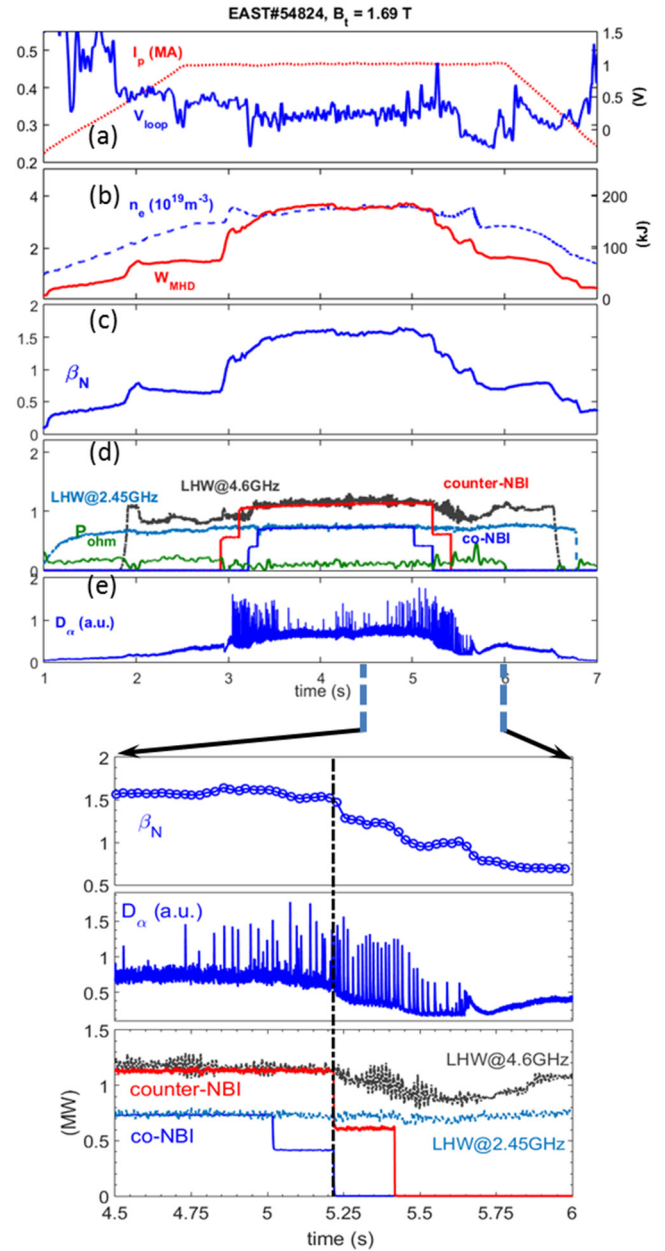 EAST#54824, B_t = 1.69 T
0.5
0.4
0.3
0.2
I_p (MA)
V_loop
(a)
1.5
1
0.5
0
(V)
4
2
(b)
n_e (10^19 m^-3)
W_MHD
200
100
0
(kJ)
2
1.5
1
0.5
0
(c)
β_N
2
1
0
(d)
LHW@2.45GHz
LHW@4.6GHz
counter-NBI
P_ohm
co-NBI
2
1
0
(e)
D_α (a.u.)
1 2 3 4 5 6 7
time (s)
2
1.5
1
0.5
β_N
1.5
1
0.5
D_α (a.u.)
1.5
1
0.5
0
(MW)
LHW@4.6GHz
counter-NBI
co-NBI
LHW@2.45GHz
4.5 4.75 5 5.25 5.5 5.75 6
time (s)